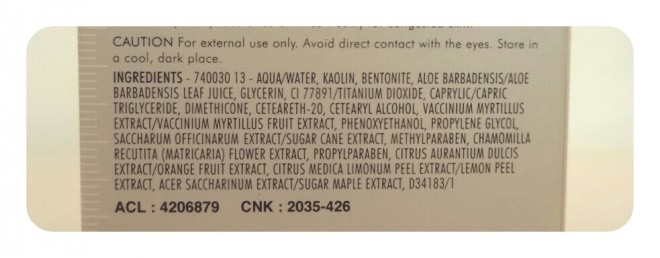 CAUTION For external use only. Avoid direct contact with the eyes. Store in
a cool, dark place.
INGREDIENTS - 740030 13 - AQUA/WATER, KAOLIN, BENTONITE, ALOE BARBADENSIS/ALOE
BARBADENSIS LEAF JUICE, GLYCERIN, CI 77891/TITANIUM DIOXIDE, CAPRYLIC/CAPRIC
TRIGLYCERIDE, DIMETHICONE, CETEARETH-20, CETEARYL ALCOHOL, VACCINIUM MYRTILLUS
EXTRACT/VACCINIUM MYRTILLUS FRUIT EXTRACT, PHENOXYETHANOL, PROPYLENE GLYCOL,
SACCHARUM OFFICINARUM EXTRACT/SUGAR CANE EXTRACT, METHYLPARABEN, CHAMOMILLA
RECUTITA (MATRICARIA) FLOWER EXTRACT, PROPYLPARABEN, CITRUS AURANTIUM DULCIS
EXTRACT/ORANGE FRUIT EXTRACT, CITRUS MEDICA LIMONUM PEEL EXTRACT/LEMON PEEL
EXTRACT, ACER SACCHARINUM EXTRACT/SUGAR MAPLE EXTRACT, D34183/1
ACL : 4206879 CNK : 2035-426